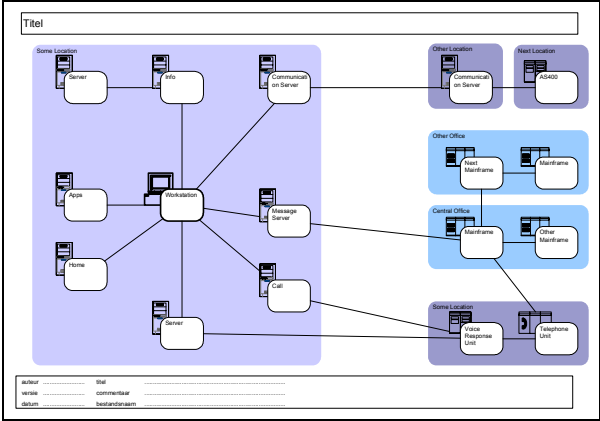 Titel
Some Location
Server
Info
Communicati
on Server
Apps
Workstation
Message
Server
Home
Call
Server
Other Location
Communicati
on Server
Next Location
AS400
Other Office
Next
Mainframe
Mainframe
Central Office
Mainframe
Other
Mainframe
Some Location
Voice
Response
Unit
Telephone
Unit
auteur ........................ titel ................................................................................
versie ........................ commentaar ................................................................................
datum ........................ bestandsnaam ................................................................................